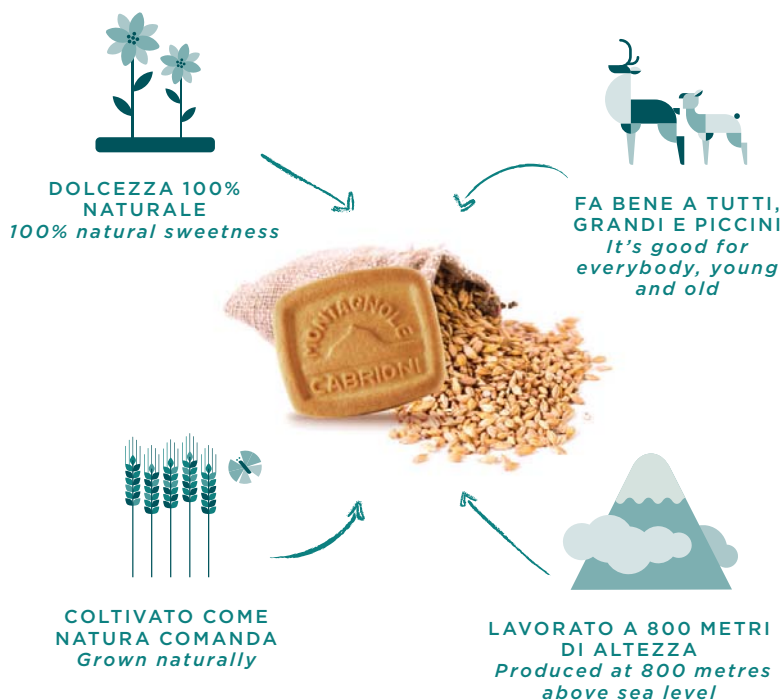 DOLCEZZA 100%
NATURALE
100% natural sweetness
FA BENE A TUTTI,
GRANDI E PICCINI
It's good for
everybody, young
and old
MONTAGNOLE
CABRIONI
COLTIVATO COME
NATURA COMANDA
Grown naturally
LAVORATO A 800 METRI
DI ALTEZZA
Produced at 800 metres
above sea level